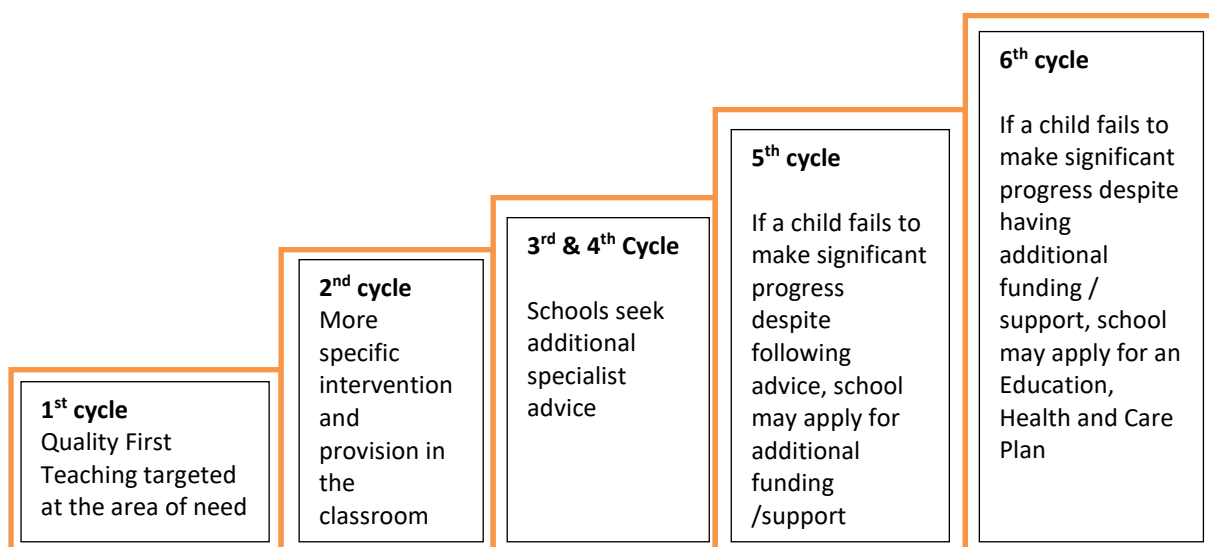 1st cycle
Quality First
Teaching targeted
at the area of need
2nd cycle
More
specific
intervention
and
provision in
the
classroom
3rd & 4th Cycle
Schools seek
additional
specialist
advice
5th cycle
If a child fails to
make significant
progress
despite
following
advice, school
may apply for
additional
funding
/support
6th cycle
If a child fails to
make significant
progress despite
having
additional
funding /
support, school
may apply for an
Education,
Health and Care
Plan